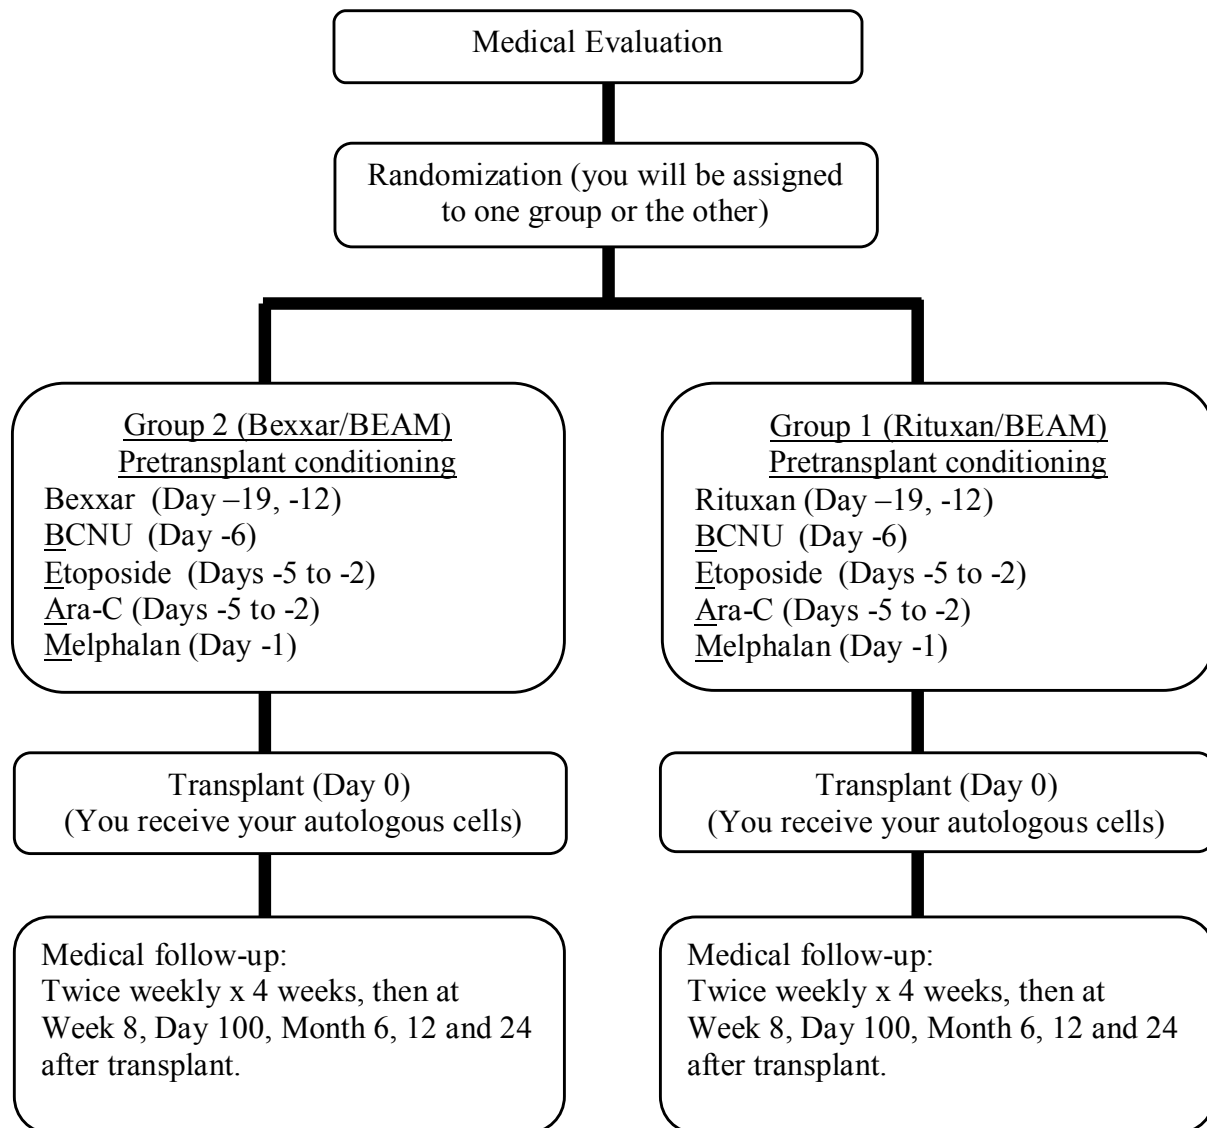 Medical Evaluation
Randomization (you will be assigned
to one group or the other)
Group 2 (Bexxar/BEAM)
Pretransplant conditioning
Bexxar  (Day –19, -12)
BCNU  (Day -6)
Etoposide  (Days -5 to -2)
Ara-C (Days -5 to -2)
Melphalan (Day -1)
Group 1 (Rituxan/BEAM)
Pretransplant conditioning
Rituxan (Day –19, -12)
BCNU  (Day -6)
Etoposide  (Days -5 to -2)
Ara-C (Days -5 to -2)
Melphalan (Day -1)
Transplant (Day 0)
(You receive your autologous cells)
Transplant (Day 0)
(You receive your autologous cells)
Medical follow-up:
Twice weekly x 4 weeks, then at
Week 8, Day 100, Month 6, 12 and 24
after transplant.
Medical follow-up:
Twice weekly x 4 weeks, then at
Week 8, Day 100, Month 6, 12 and 24
after transplant.